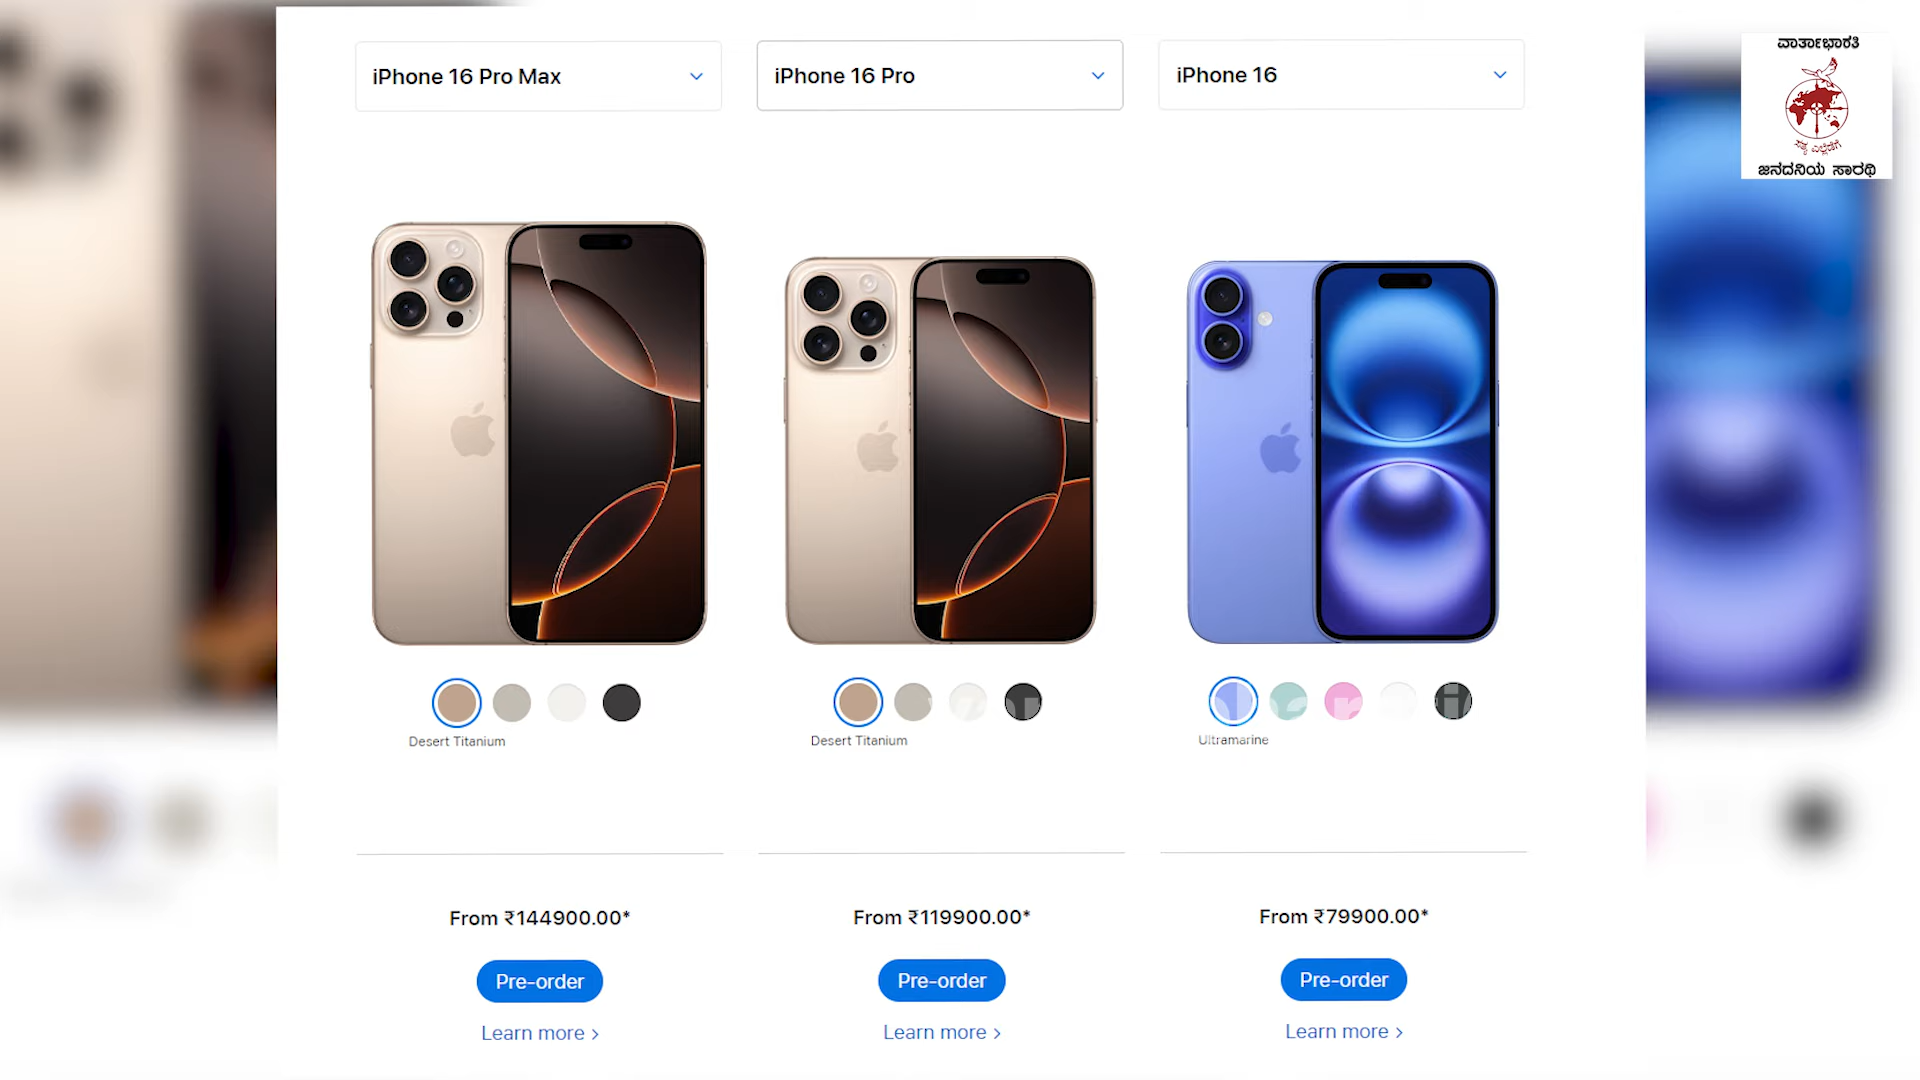 iPhone 16 Pro Max
iPhone 16 Pro
iPhone 16
ವಾರ್ತಾಭಾರತಿ
ಸತ್ಯ ಎಲ್ಲೆಡೆಗೆ
ಜನದನಿಯ ಸಾರಥಿ
Desert Titanium
Desert Titanium
Ultramarine
From ₹144900.00*
From ₹119900.00*
From ₹79900.00*
Pre-order
Pre-order
Pre-order
Learn more >
Learn more >
Learn more >